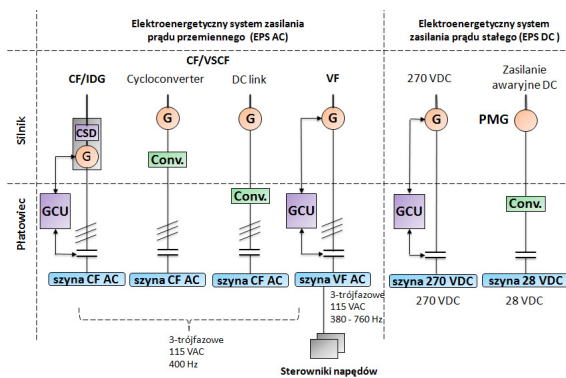 Elektroenergetyczny system zasilania
prądu przemiennego (EPS AC)
Elektroenergetyczny system
zasilania prądu stałego (EPS DC )
CF/VSCF
CF/IDG
Cycloconverter
DC link
VF
270 VDC
Zasilanie
awaryjne DC
Silnik
CSD
G
G
G
G
G
PMG
Conv.
Conv.
Conv.
Płatowiec
GCU
GCU
GCU
szyna CF AC
szyna CF AC
szyna CF AC
szyna VF AC
szyna 270 VDC
szyna 28 VDC
3-trójfazowe
115 VAC
380 - 760 Hz
270 VDC
28 VDC
3-trójfazowe
115 VAC
400 Hz
Sterowniki napędów